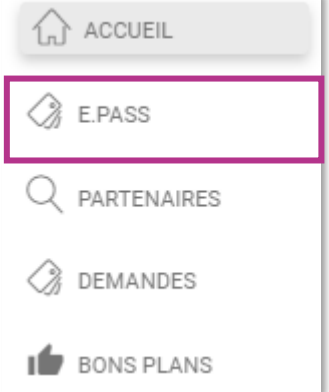 ACCUEIL
E.PASS
PARTENAIRES
DEMANDES
BONS PLANS